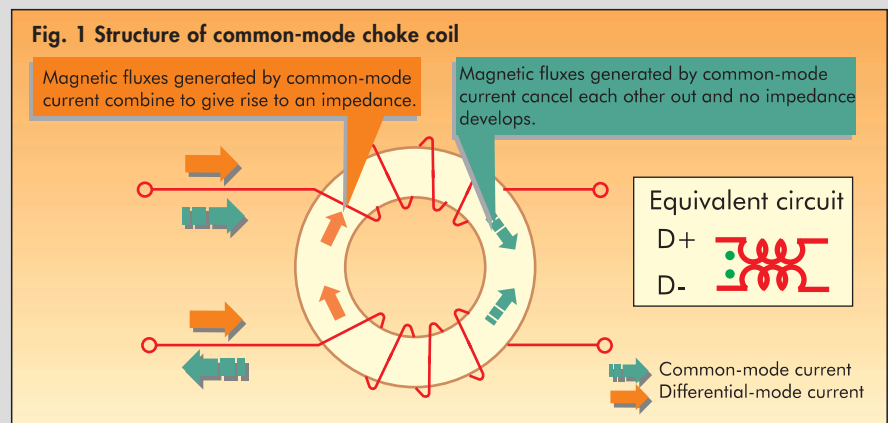 Fig. 1 Structure of common-mode choke coil
Magnetic fluxes generated by common-mode
current combine to give rise to an impedance.
Magnetic fluxes generated by common-mode
current cancel each other out and no impedance
develops.
Equivalent circuit
D+
D-
Common-mode current
Differential-mode current